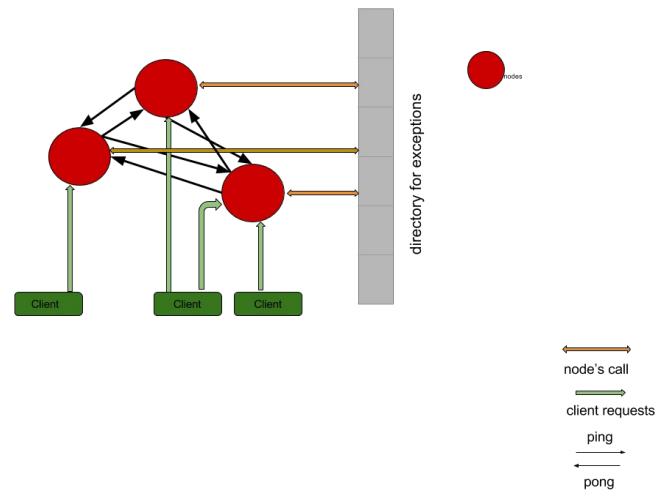 nodes
directory for exceptions
Client
Client
Client
node's call
client requests
ping
pong